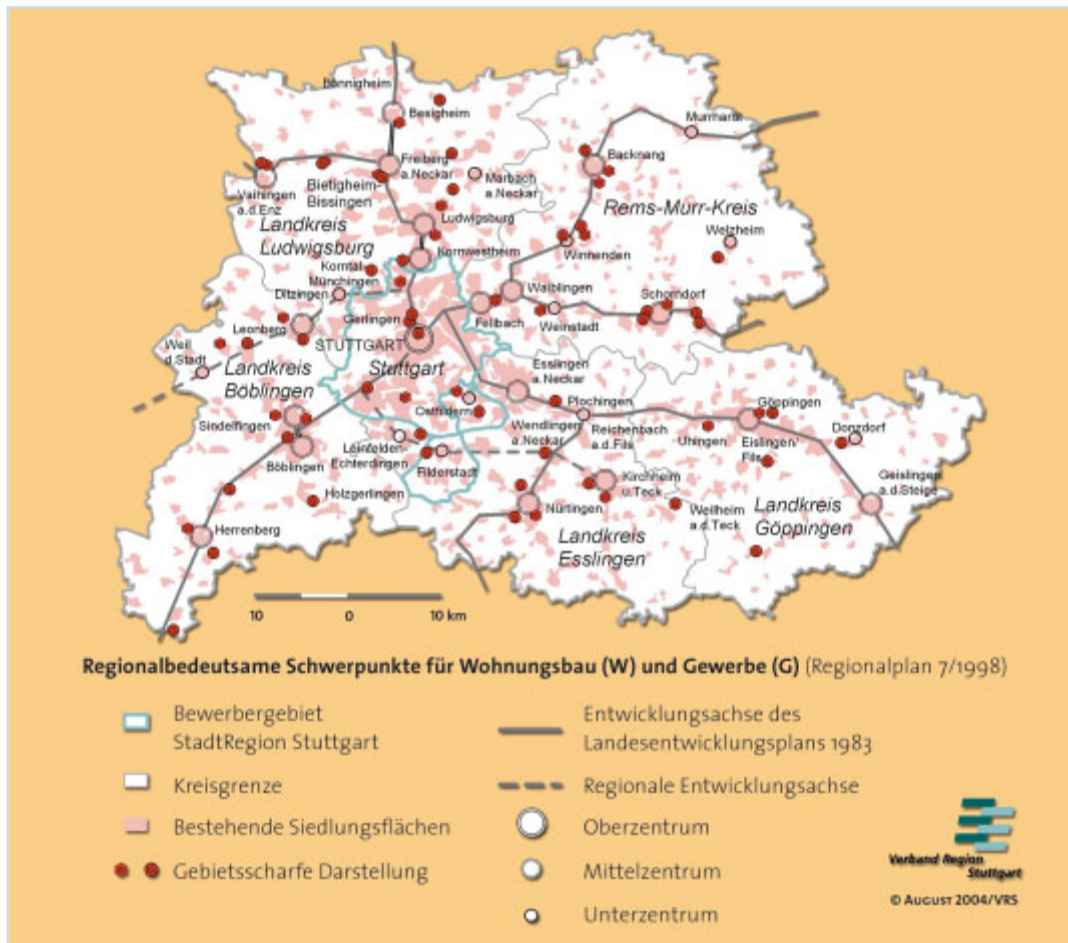 Bönnigheim
Besigheim
Murrhardt
Freiberg
a.Neckar
Backnang
Marbach
a.Neckar
Vaihingen
a.d.Enz
Bietigheim-
Bissingen
Rems-Murr-Kreis
Landkreis
Ludwigsburg
Ludwigsburg
Welzheim
Kornwestheim
Winnenden
Korntal-
Münchingen
Ditzingen
Waiblingen
Schorndorf
Gerlingen
Fellbach
Weinstadt
Leonberg
STUTTGART
Weil
d.Stadt
Landkreis
Böblingen
Stuttgart
Esslingen
a.Neckar
Plochingen
Göppingen
Ostfildern
Sindelfingen
Wendlingen
a.Neckar
Reichenbach
a.d.Fils
Uhingen
Eislingen/
Fils
Donzdorf
Leinfelden-
Echterdingen
Böblingen
Filderstadt
Kirchheim
u.Teck
Geislingen
a.d.Steige
Holzgerlingen
Nürtingen
Weilheim
a.d.Teck
Landkreis
Göppingen
Herrenberg
Landkreis
Esslingen
10 0 10 km
Regionalbedeutsame Schwerpunkte für Wohnungsbau (W) und Gewerbe (G) (Regionalplan 7/1998)
Bewerbergebiet
StadtRegion Stuttgart
Kreisgrenze
Bestehende Siedlungsflächen
Gebietsscharfe Darstellung
Entwicklungsachse des
Landesentwicklungsplans 1983
Regionale Entwicklungsachse
Oberzentrum
Mittelzentrum
Unterzentrum
Verband Region
Stuttgart
© August 2004/VRS